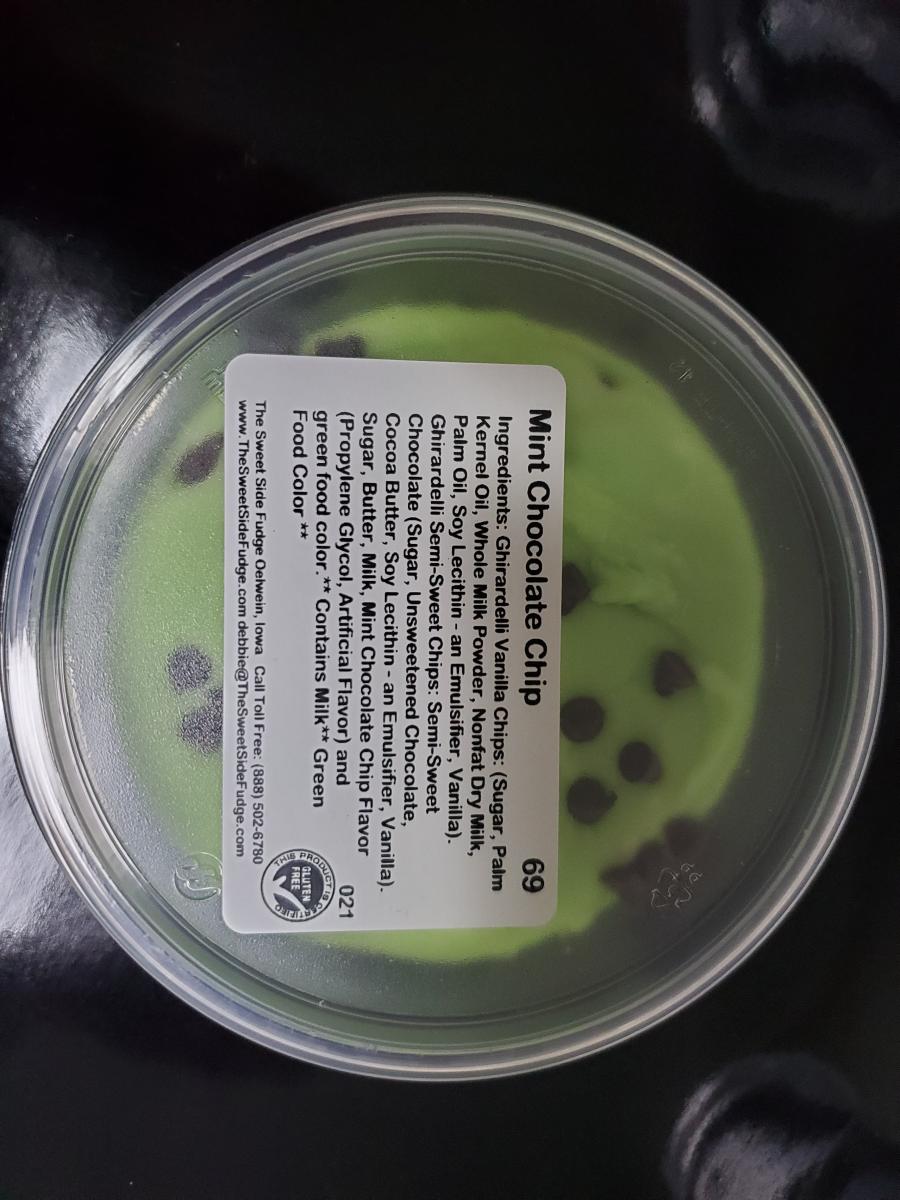 Mint Chocolate Chip 69
Ingredients: Ghirardelli Vanilla Chips: (Sugar, Palm
Kernel Oil, Whole Milk Powder, Nonfat Dry Milk,
Palm Oil, Soy Lecithin - an Emulsifier, Vanilla).
Ghirardelli Semi-Sweet Chips: Semi-Sweet
Chocolate (Sugar, Unsweetened Chocolate,
Cocoa Butter, Soy Lecithin - an Emulsifier, Vanilla).
Sugar, Butter, Milk, Mint Chocolate Chip Flavor
(Propylene Glycol, Artificial Flavor) and 021
green food color.** Contains Milk** Green
Food Color **
THIS PRODUCT IS CERTIFIED
GLUTEN
FREE
The Sweet Side Fudge Oelwein, Iowa Call Toll Free: (888) 502-6780
www.TheSweetSideFudge.com debbie@TheSweetSideFudge.com